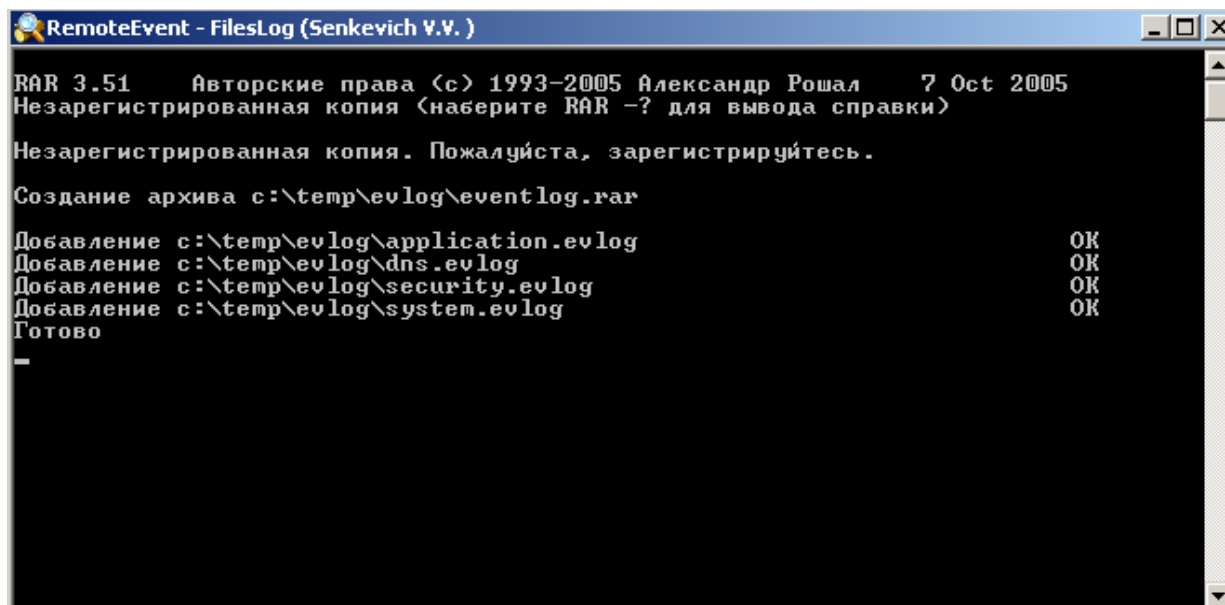 RemoteEvent - FilesLog (Senkevich V.V. )
RAR 3.51 Авторские права (c) 1993-2005 Александр Рошал 7 Oct 2005
Незарегистрированная копия (наберите RAR -? для вывода справки)
Незарегистрированная копия. Пожалуйста, зарегистрируйтесь.
Создание архива c:\temp\evlog\eventlog.rar
Добавление c:\temp\evlog\application.evlog OK
Добавление c:\temp\evlog\dns.evlog OK
Добавление c:\temp\evlog\security.evlog OK
Добавление c:\temp\evlog\system.evlog OK
Готово